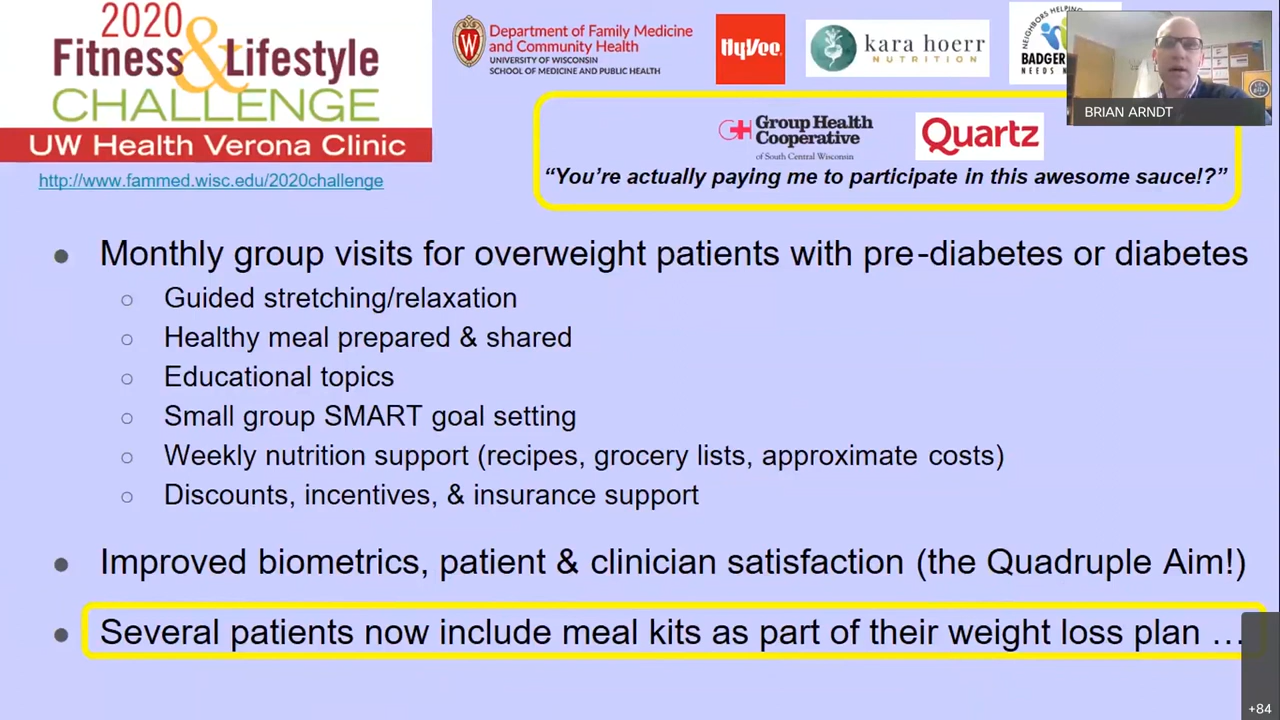 2020
Fitness & Lifestyle
CHALLENGE
UW Health Verona Clinic
http://www.fammed.wisc.edu/2020challenge
Department of Family Medicine
and Community Health
UNIVERSITY OF WISCONSIN
SCHOOL OF MEDICINE AND PUBLIC HEALTH
HyVee
kara hoerr
NUTRITION
NEIGHBORS HELPING
BADGER
NEEDS
BRIAN ARNDT
Group Health
Cooperative
of South Central Wisconsin
Quartz
“You’re actually paying me to participate in this awesome sauce!?”
● Monthly group visits for overweight patients with pre-diabetes or diabetes
○ Guided stretching/relaxation
○ Healthy meal prepared & shared
○ Educational topics
○ Small group SMART goal setting
○ Weekly nutrition support (recipes, grocery lists, approximate costs)
○ Discounts, incentives, & insurance support
● Improved biometrics, patient & clinician satisfaction (the Quadruple Aim!)
● Several patients now include meal kits as part of their weight loss plan …
+84